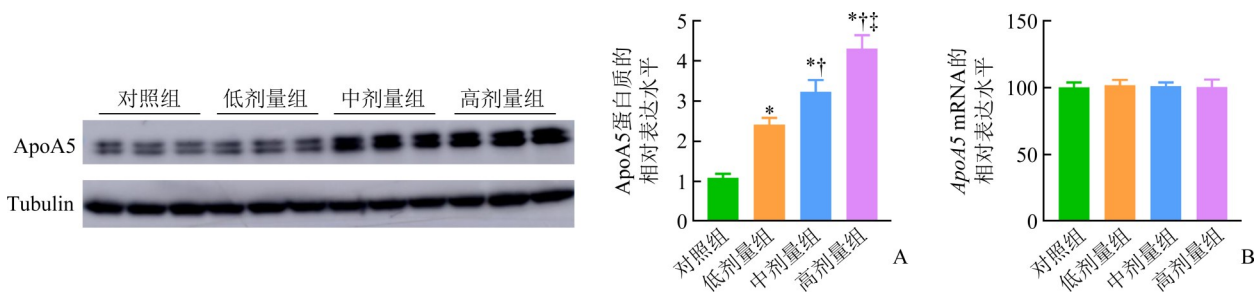 对照组 低剂量组 中剂量组 高剂量组
ApoA5
Tubulin
ApoA5蛋白质的
相对表达水平
5
4
3
2
1
0
*
*†
*†‡
对照组
低剂量组
中剂量组
高剂量组
A
ApoA5 mRNA的
相对表达水平
150
100
50
0
对照组
低剂量组
中剂量组
高剂量组
B